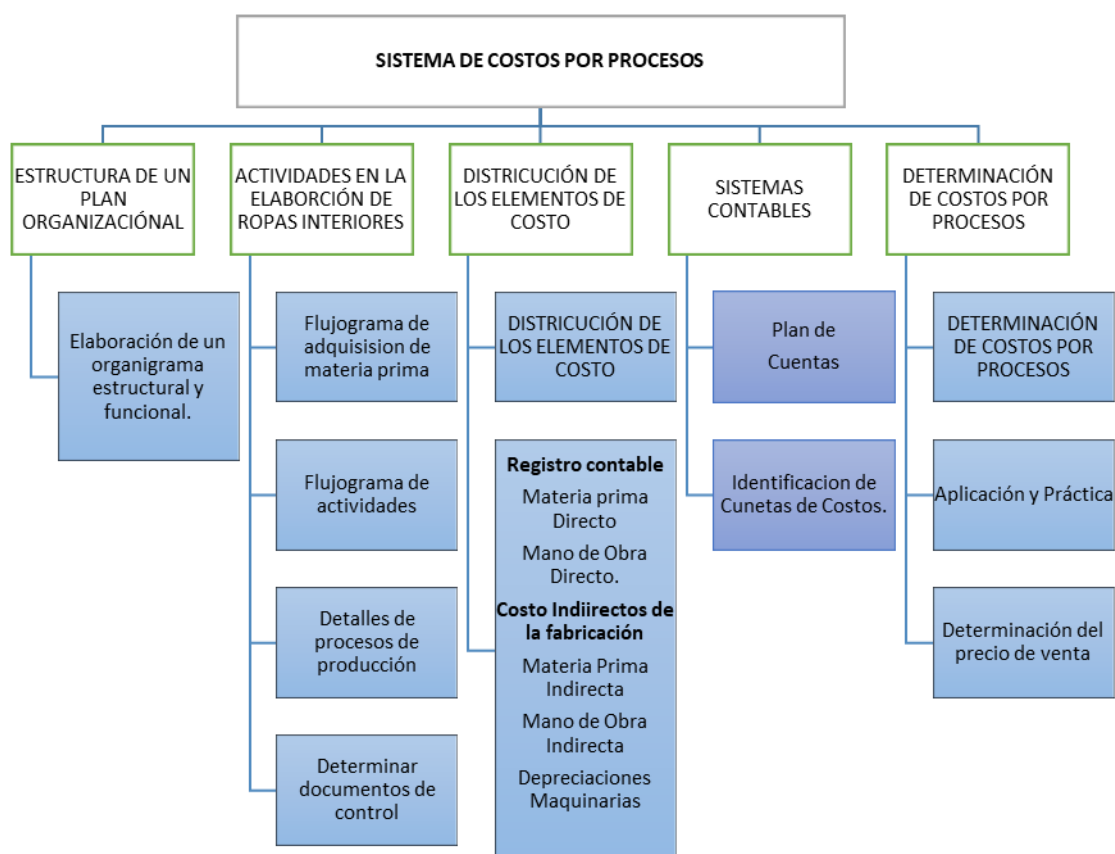 SISTEMA DE COSTOS POR PROCESOS
ESTRUCTURA DE UN
PLAN
ORGANIZACIÓNAL
Elaboración de un
organigrama
estructural y
funcional.
ACTIVIDADES EN LA
ELABORCIÓN DE
ROPAS INTERIORES
Flujograma de
adquisision de
materia prima
Flujograma de
actividades
Detalles de
procesos de
producción
Determinar
documentos de
control
DISTRICUCIÓN DE
LOS ELEMENTOS DE
COSTO
DISTRICUCIÓN DE
LOS ELEMENTOS DE
COSTO
Registro contable
Materia prima
Directo
Mano de Obra
Directo.
Costo Indiirectos de
la fabricación
Materia Prima
Indirecta
Mano de Obra
Indirecta
Depreciaciones
Maquinarias
SISTEMAS
CONTABLES
Plan de
Cuentas
Identificacion de
Cunetas de Costos.
DETERMINACIÓN
DE COSTOS POR
PROCESOS
DETERMINACIÓN
DE COSTOS POR
PROCESOS
Aplicación y Práctica
Determinación del
precio de venta